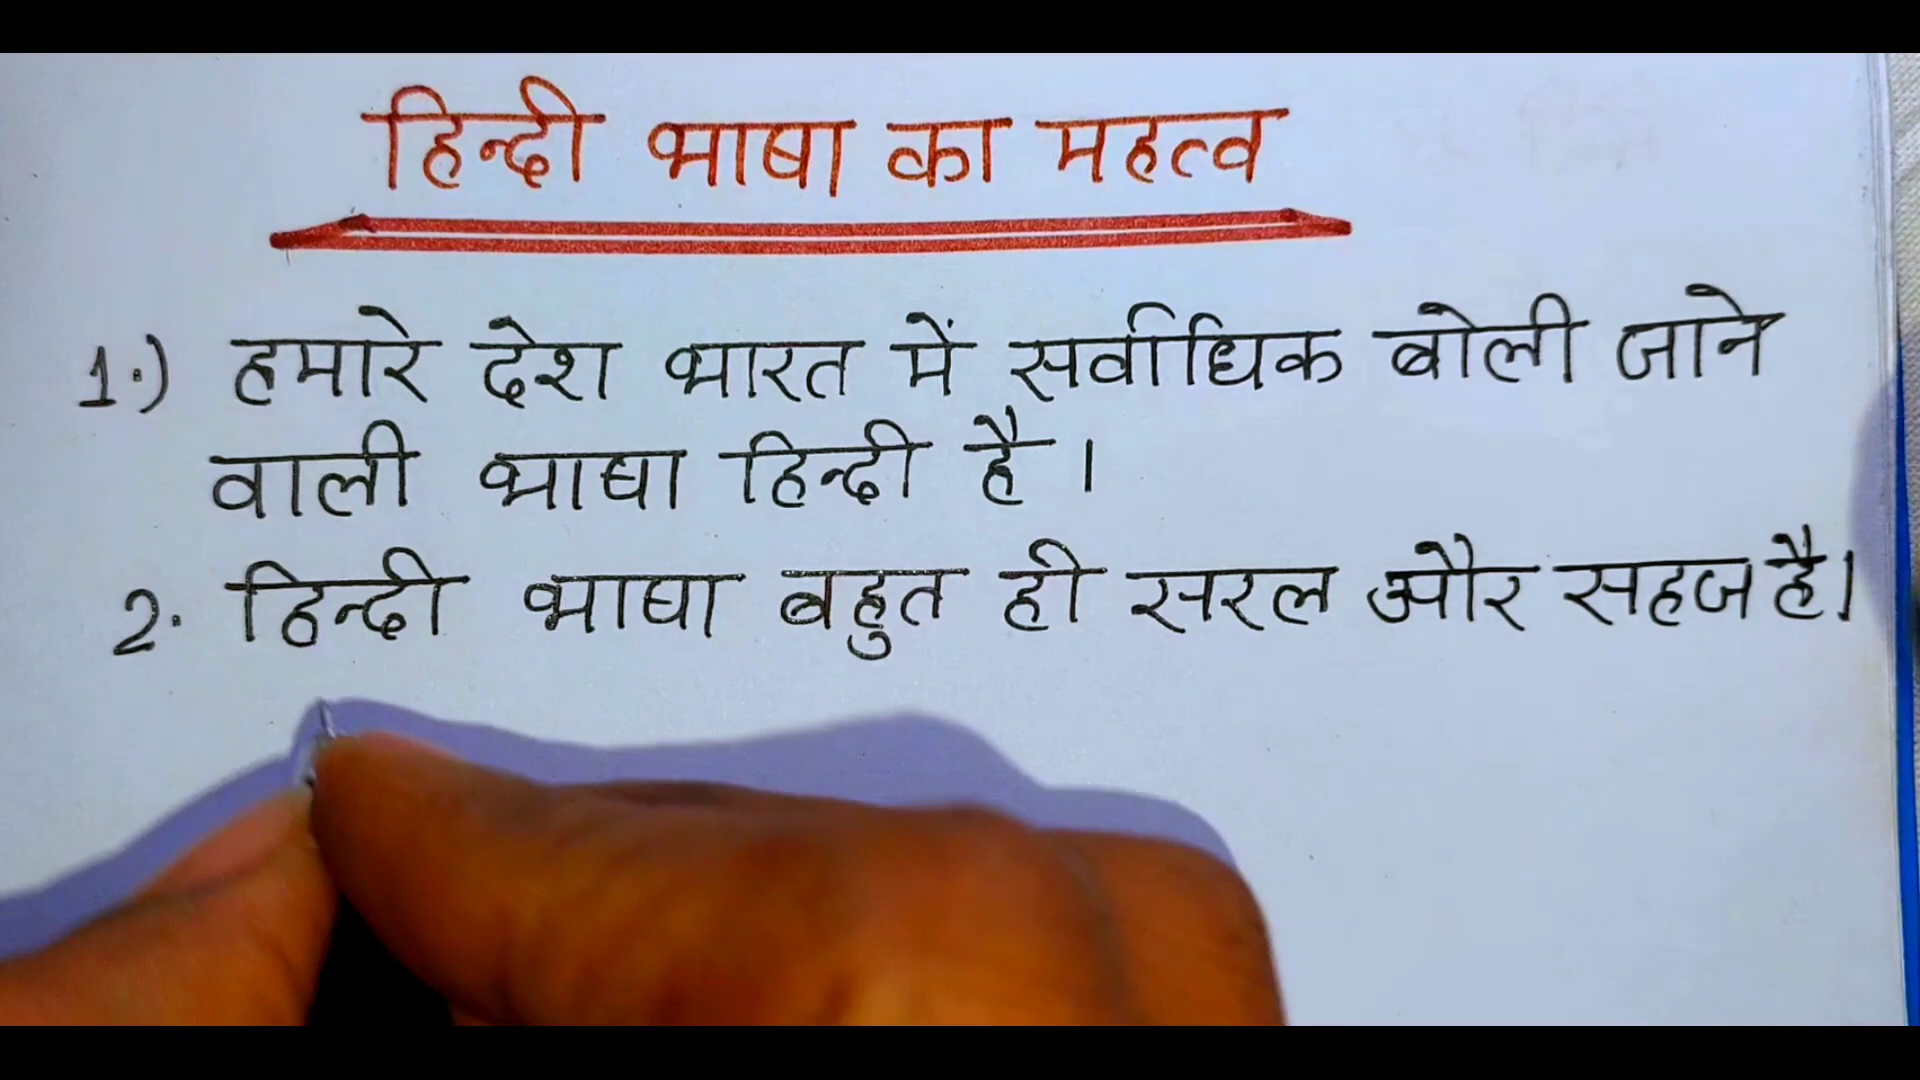 हिन्दी भाषा का महत्व
1.) हमारे देश भारत में सर्वाधिक बोली जाने
वाली भाषा हिन्दी है।
2. हिन्दी भाषा बहुत ही सरल और सहज है।